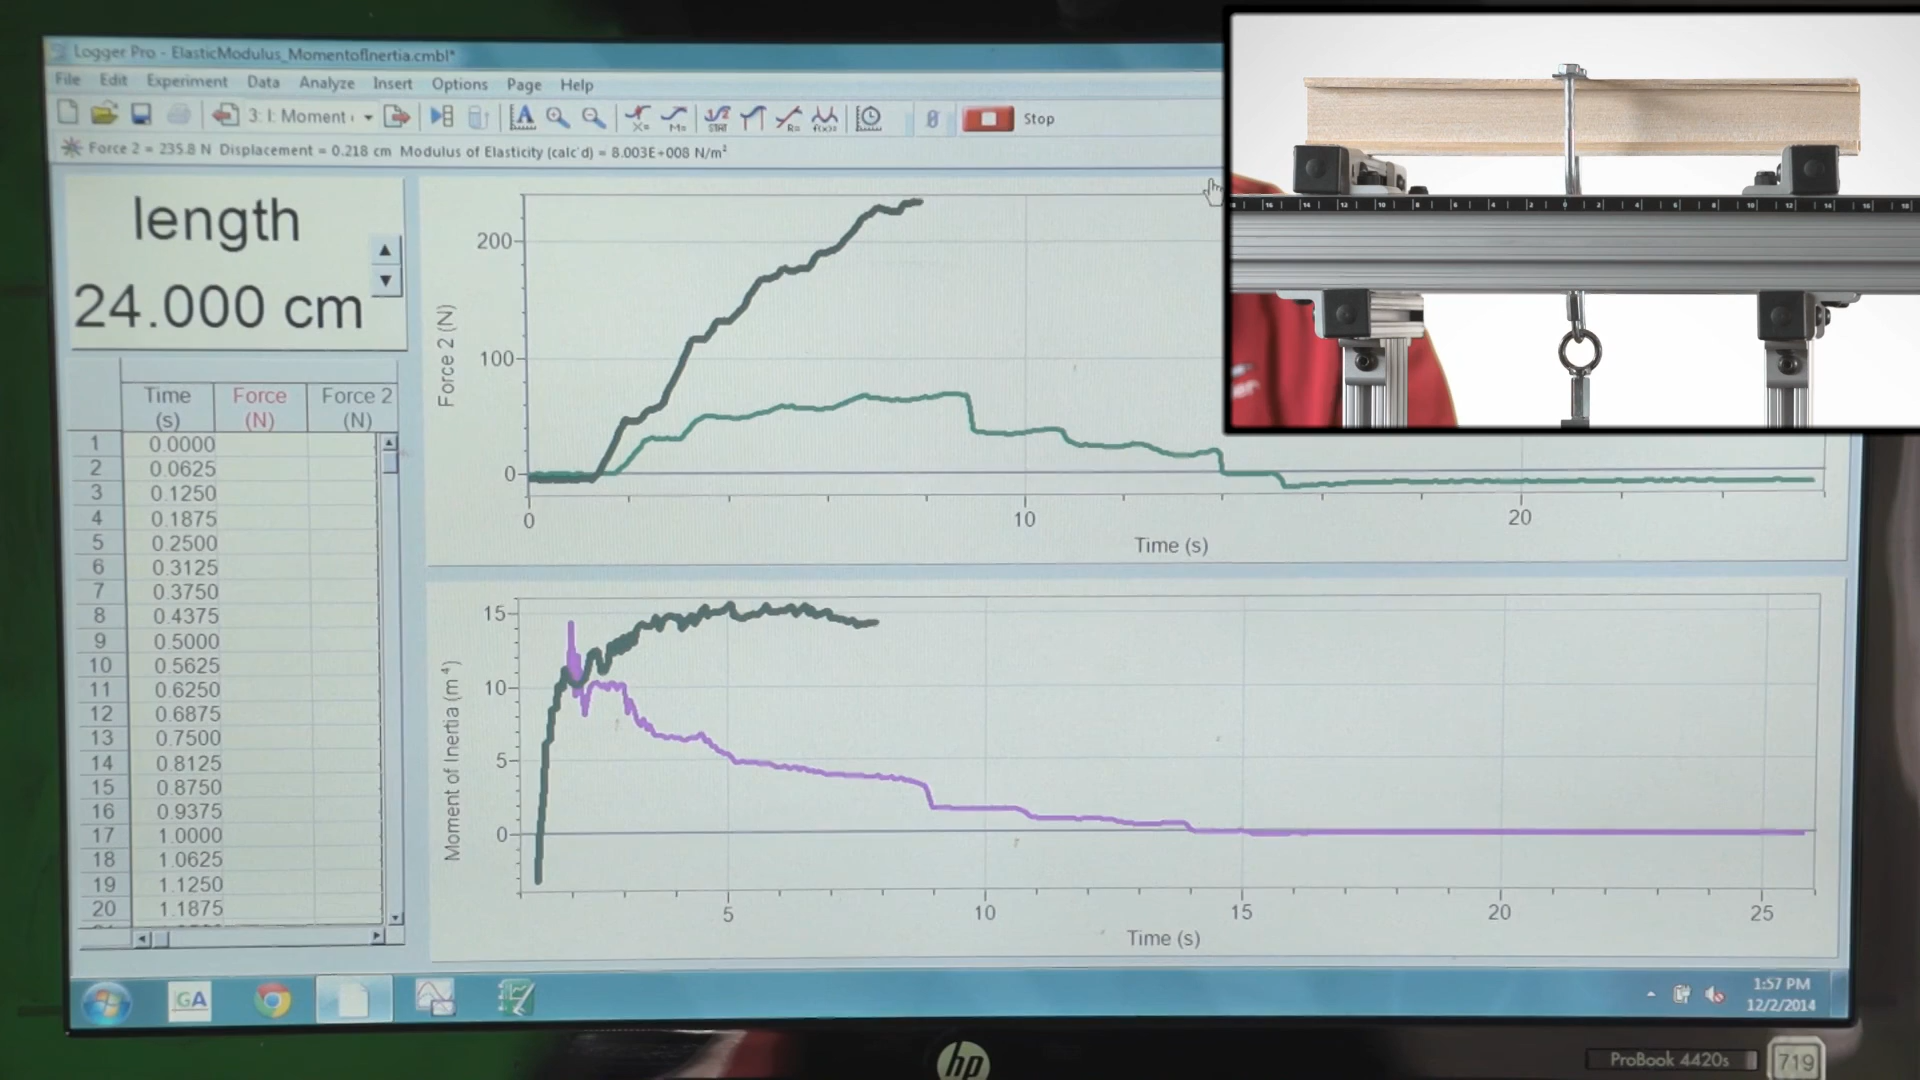 Logger Pro - ElasticModulus_MomentofInertia.cmbl*
File Edit Experiment Data Analyze Insert Options Page Help
3: I: Moment Stop
Force 2 = 235.8 N Displacement = 0.218 cm Modulus of Elasticity (calc'd) = 8.003E+008 N/m²
length
24.000 cm
Time Force Force 2
(s) (N) (N)
1 0.0000
2 0.0625
3 0.1250
4 0.1875
5 0.2500
6 0.3125
7 0.3750
8 0.4375
9 0.5000
10 0.5625
11 0.6250
12 0.6875
13 0.7500
14 0.8125
15 0.8750
16 0.9375
17 1.0000
18 1.0625
19 1.1250
20 1.1875
Force 2 (N)
200
100
0
0 10 20
Time (s)
Moment of Inertia (m⁴)
15
10
5
0
5 10 15 20 25
Time (s)
GA
1:57 PM
12/2/2014
hp
ProBook 4420s
719